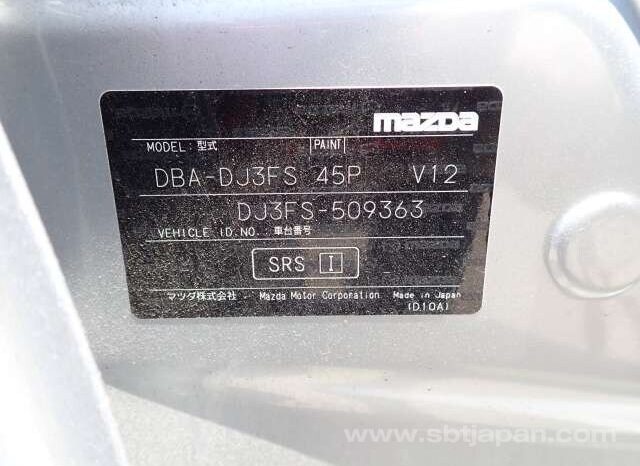 mazda
MODEL:型式 PAINT
DBA-DJ3FS 45P V12
DJ3FS-509363
VEHICLE ID.NO.車台番号
SRS I
マツダ株式会社 Mazda Motor Corporation Made in Japan
(D10A)
www.sbtjapan.com/